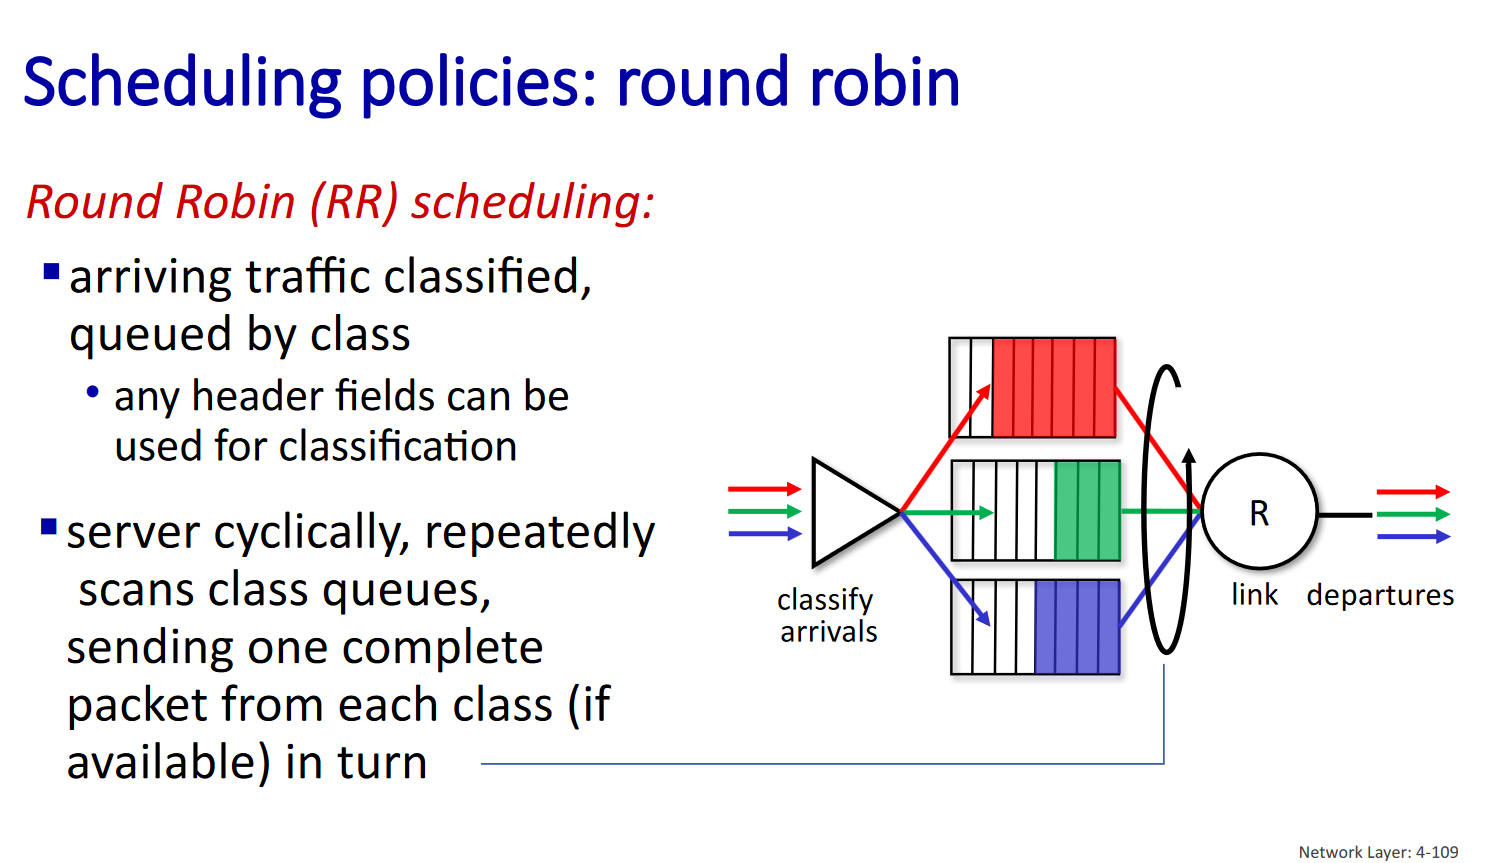 Scheduling policies: round robin
Round Robin (RR) scheduling:
arriving traffic classified,
queued by class
any header fields can be
used for classification
server cyclically, repeatedly
scans class queues,
sending one complete
packet from each class (if
available) in turn
classify
arrivals
R
link
departures
Network Layer: 4-109